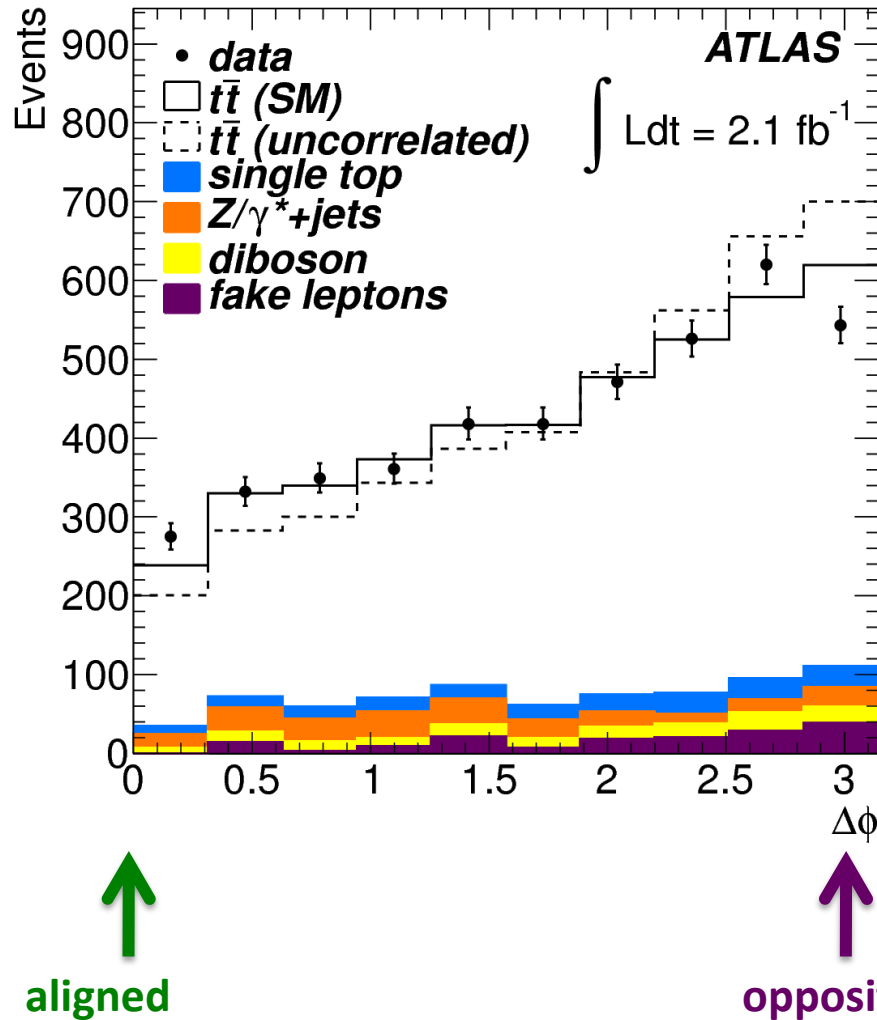 Events
900
800
700
600
500
400
300
200
100
0
ATLAS
∫ Ldt = 2.1 fb⁻¹
data
tt̄ (SM)
tt̄ (uncorrelated)
single top
Z/γ*+jets
diboson
fake leptons
0 0.5 1 1.5 2 2.5 3
Δϕ
aligned
opposit